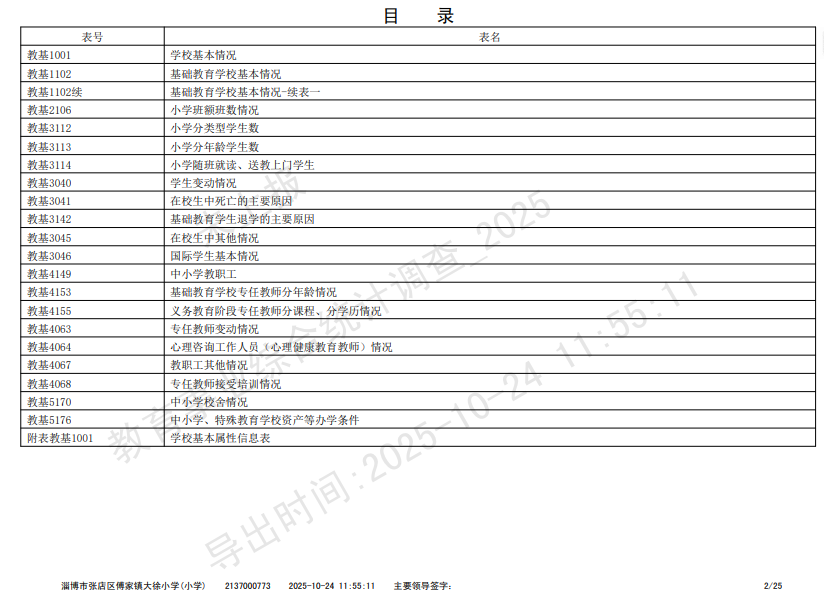 目 录
表号 表名
教基1001 学校基本情况
教基1102 基础教育学校基本情况
教基1102续 基础教育学校基本情况-续表一
教基2106 小学班额班数情况
教基3112 小学分类型学生数
教基3113 小学分年龄学生数
教基3114 小学随班就读、送教上门学生
教基3040 学生变动情况
教基3041 在校生中死亡的主要原因
教基3142 基础教育学生退学的主要原因
教基3045 在校生中其他情况
教基3046 国际学生基本情况
教基4149 中小学教职工
教基4153 基础教育学校专任教师分年龄情况
教基4155 义务教育阶段专任教师分课程、分学历情况
教基4063 专任教师变动情况
教基4064 心理咨询工作人员（心理健康教育教师）情况
教基4067 教职工其他情况
教基4068 专任教师接受培训情况
教基5170 中小学校舍情况
教基5176 中小学、特殊教育学校资产等办学条件
附表教基1001 学校基本属性信息表
教育事业综合统计调查_2025
导出时间:2025-10-24 11:55:11
淄博市张店区傅家镇大徐小学(小学) 2137000773 2025-10-24 11:55:11 主要领导签字: 2/25